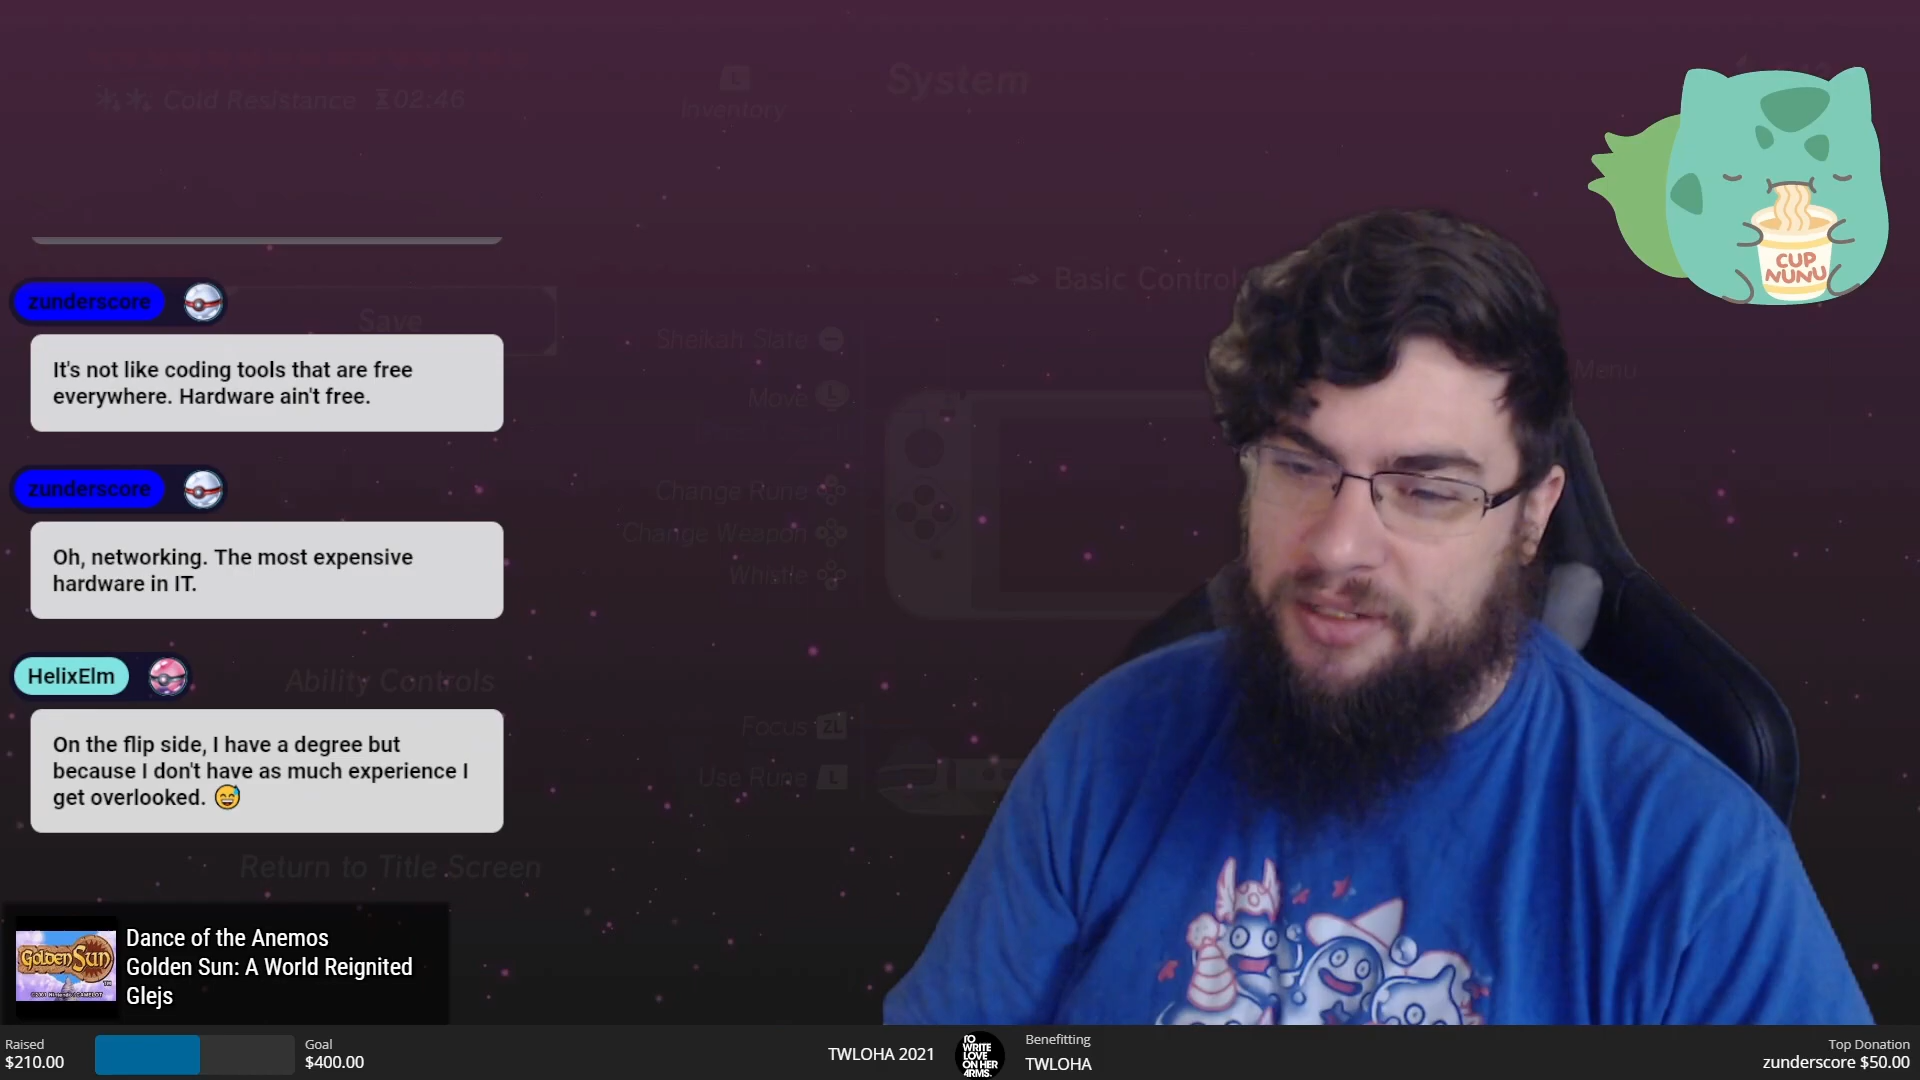 Cold Resistance 02:46
L
Inventory
System
zunderscore
Save
It's not like coding tools that are free
everywhere. Hardware ain't free.
zunderscore
Oh, networking. The most expensive
hardware in IT.
HelixElm
On the flip side, I have a degree but
because I don't have as much experience I
get overlooked. 😅
Basic Control
Sheikah Slate
Move L
Change Rune
Change Weapon
Whistle
Menu
Ability Controls
Focus ZL
Use Rune L
Return to Title Screen
CUP
NUNU
GOLDEN SUN
Dance of the Anemos
Golden Sun: A World Reignited
Glejs
Raised
$210.00
Goal
$400.00
TWLOHA 2021
TO
WRITE
LOVE
ON HER
ARMS.
Benefitting
TWLOHA
Top Donation
zunderscore $50.00